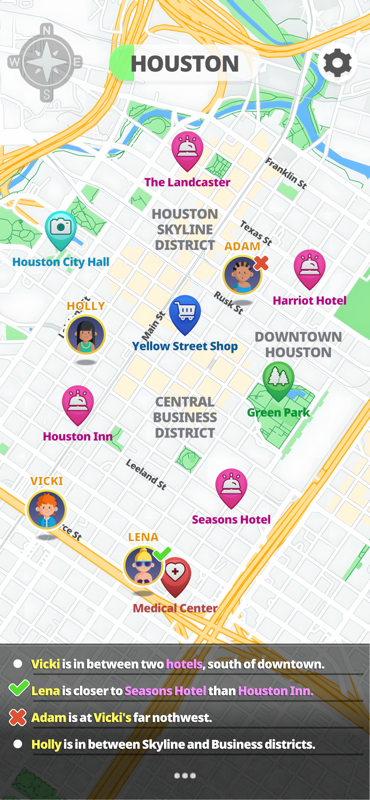 N
W E
S
HOUSTON
Franklin St
The Landcaster
HOUSTON
SKYLINE
DISTRICT
Texas St
ADAM
Houston City Hall
Harriot Hotel
Rusk St
HOLLY
Main St
Yellow Street Shop
DOWNTOWN
HOUSTON
CENTRAL
BUSINESS
DISTRICT
Green Park
Houston Inn
Leeland St
VICKI
Seasons Hotel
LENA
Medical Center
Vicki is in between two hotels, south of downtown.
Lena is closer to Seasons Hotel than Houston Inn.
Adam is at Vicki's far nothwest.
Holly is in between Skyline and Business districts.